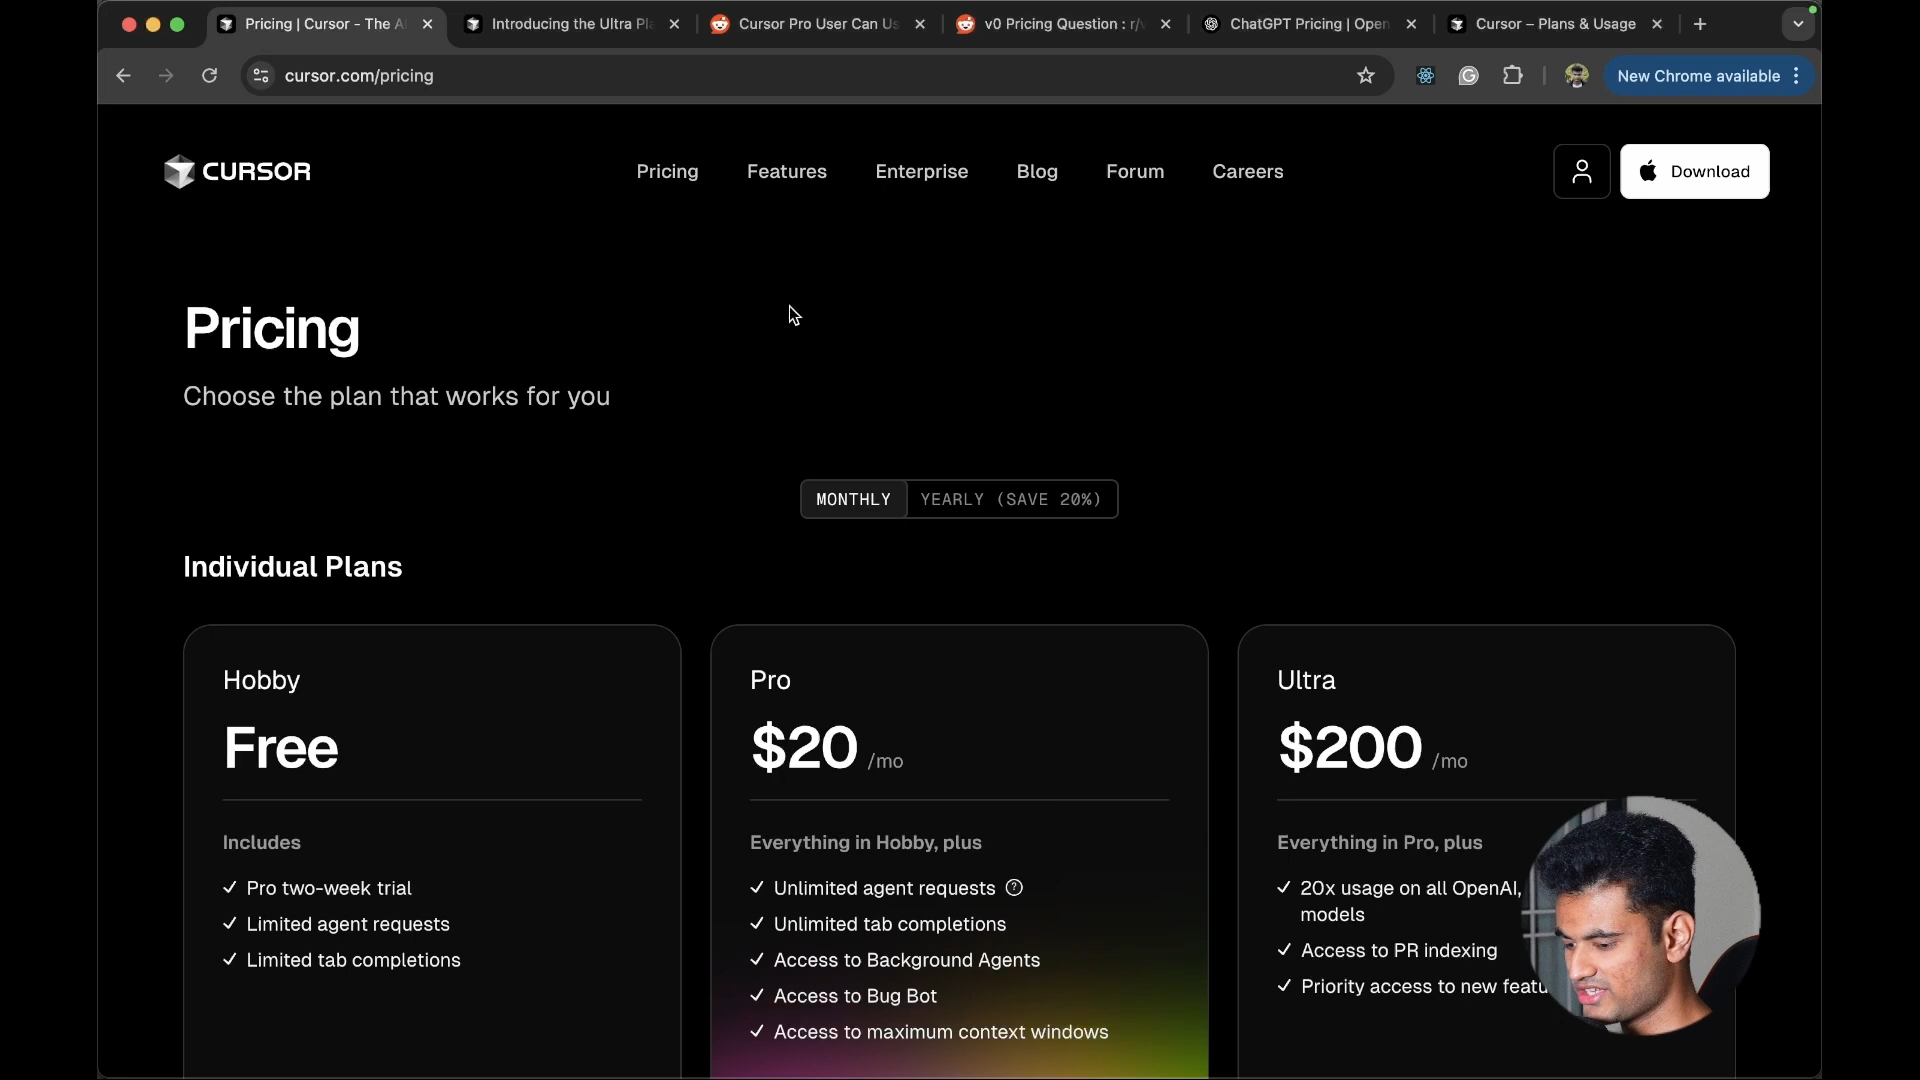 Pricing | Cursor - The A
Introducing the Ultra Pl
Cursor Pro User Can Us
v0 Pricing Question : r/
ChatGPT Pricing | Open
Cursor – Plans & Usage
cursor.com/pricing
New Chrome available
CURSOR
Pricing
Features
Enterprise
Blog
Forum
Careers
Download
Pricing
Choose the plan that works for you
MONTHLY
YEARLY (SAVE 20%)
Individual Plans
Hobby
Free
Includes
Pro two-week trial
Limited agent requests
Limited tab completions
Pro
$20 /mo
Everything in Hobby, plus
Unlimited agent requests
Unlimited tab completions
Access to Background Agents
Access to Bug Bot
Access to maximum context windows
Ultra
$200 /mo
Everything in Pro, plus
20x usage on all OpenAI,
models
Access to PR indexing
Priority access to new featu